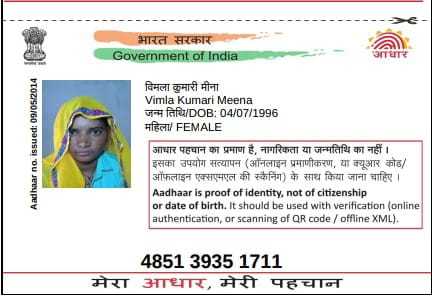 भारत सरकार
Government of India
आधार
Aadhaar no. issued: 09/05/2014
विमला कुमारी मीना
Vimla Kumari Meena
जन्म तिथि/DOB: 04/07/1996
महिला/ FEMALE
आधार पहचान का प्रमाण है, नागरिकता या जन्मतिथि का नहीं ।
इसका उपयोग सत्यापन (ऑनलाइन प्रमाणीकरण, या क्यूआर कोड/
ऑफलाइन एक्सएमएल की स्कैनिंग) के साथ किया जाना चाहिए ।
Aadhaar is proof of identity, not of citizenship
or date of birth. It should be used with verification (online
authentication, or scanning of QR code / offline XML).
4851 3935 1711
मेरा आधार, मेरी पहचान